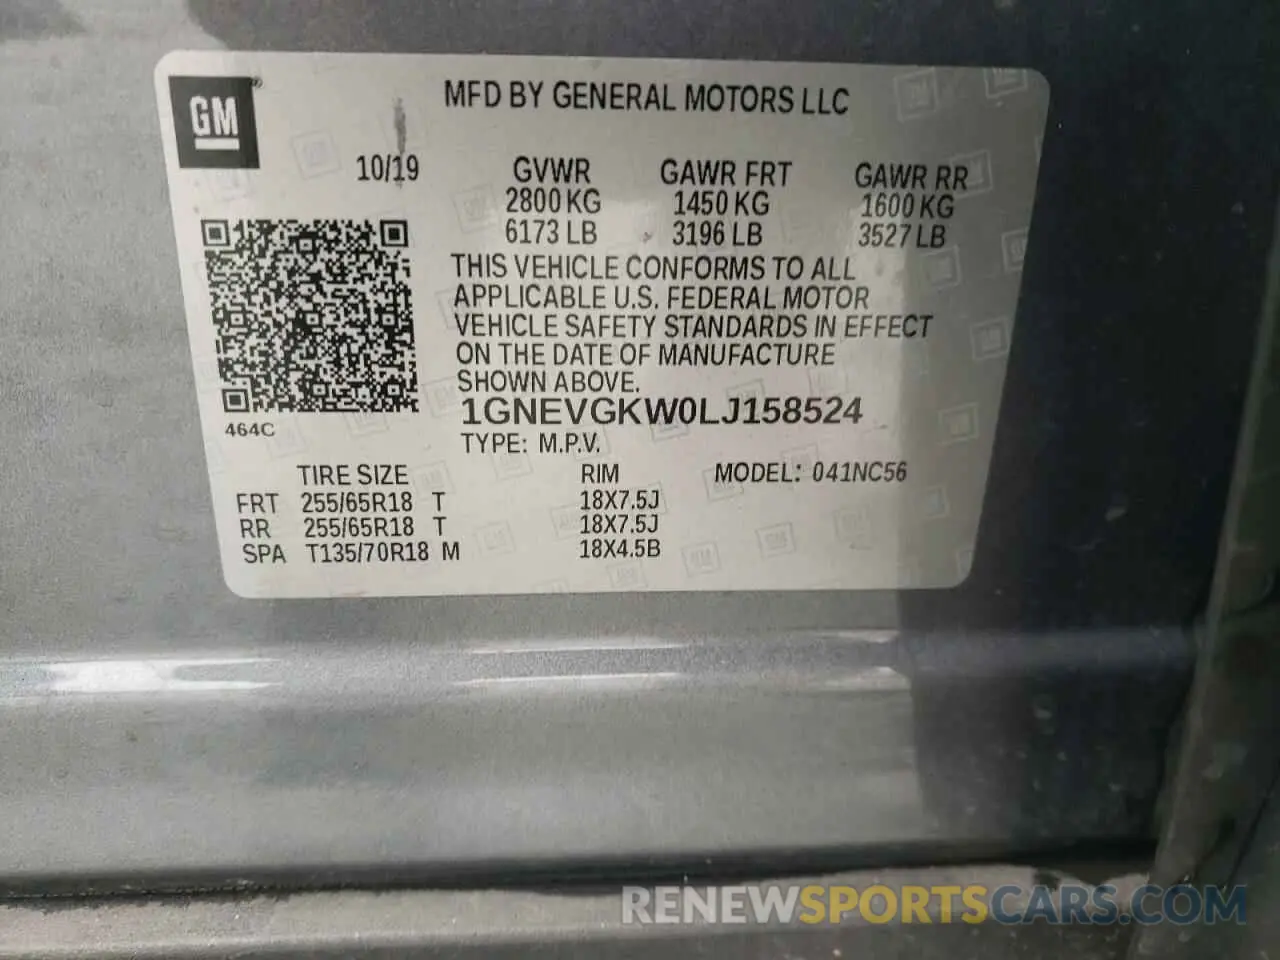 GM®
MFD BY GENERAL MOTORS LLC
10/19 GVWR GAWR FRT GAWR RR
2800 KG 1450 KG 1600 KG
6173 LB 3196 LB 3527 LB
THIS VEHICLE CONFORMS TO ALL
APPLICABLE U.S. FEDERAL MOTOR
VEHICLE SAFETY STANDARDS IN EFFECT
ON THE DATE OF MANUFACTURE
SHOWN ABOVE.
1GNEVGKW0LJ158524
464C
TYPE: M.P.V.
TIRE SIZE RIM MODEL: 041NC56
FRT 255/65R18 T 18X7.5J
RR 255/65R18 T 18X7.5J
SPA T135/70R18 M 18X4.5B
RENEWSPORTSCARS.COM